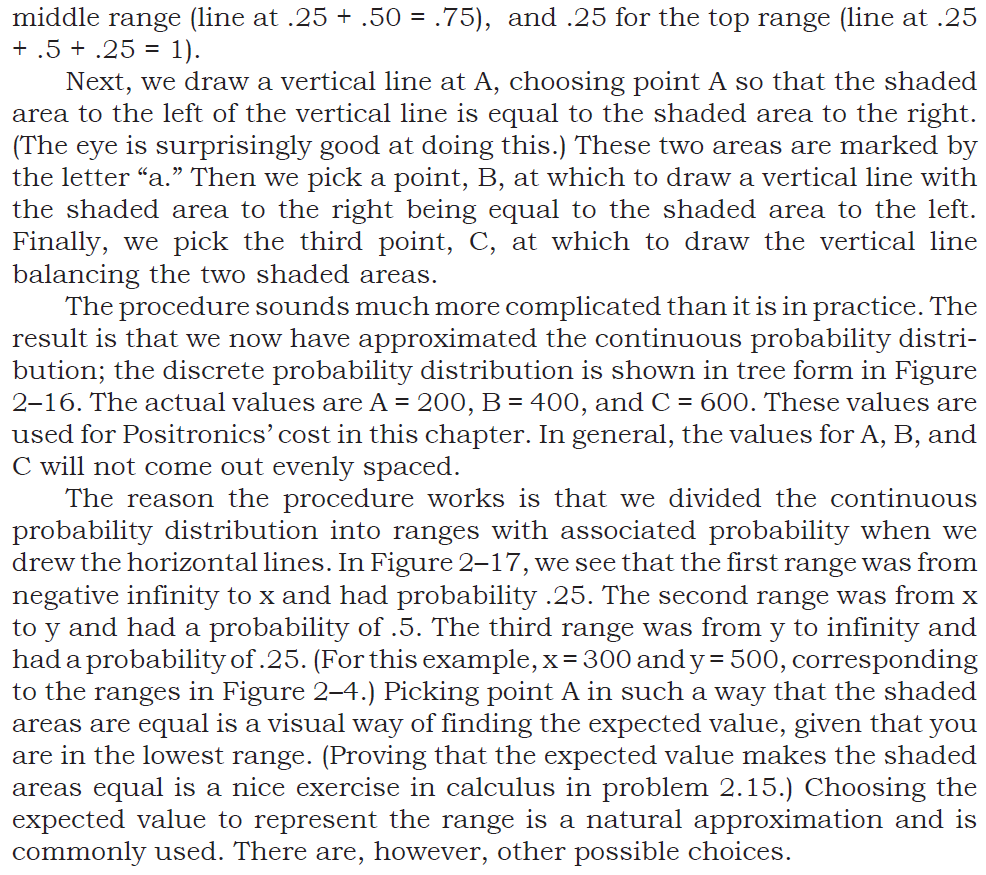 middle range (line at .25 + .50 = .75),  and .25 for the top range (line at .25
+ .5 + .25 = 1).
Next, we draw a vertical line at A, choosing point A so that the shaded
area to the left of the vertical line is equal to the shaded area to the right.
(The eye is surprisingly good at doing this.) These two areas are marked by
the letter “a.” Then we pick a point, B, at which to draw a vertical line with
the shaded area to the right being equal to the shaded area to the left.
Finally, we pick the third point, C, at which to draw the vertical line
balancing the two shaded areas.
The procedure sounds much more complicated than it is in practice. The
result is that we now have approximated the continuous probability distri-
bution; the discrete probability distribution is shown in tree form in Figure
2–16. The actual values are A = 200, B = 400, and C = 600. These values are
used for Positronics’ cost in this chapter. In general, the values for A, B, and
C will not come out evenly spaced.
The reason the procedure works is that we divided the continuous
probability distribution into ranges with associated probability when we
drew the horizontal lines. In Figure 2–17, we see that the first range was from
negative infinity to x and had probability .25. The second range was from x
to y and had a probability of .5. The third range was from y to infinity and
had a probability of .25. (For this example, x = 300 and y = 500, corresponding
to the ranges in Figure 2–4.) Picking point A in such a way that the shaded
areas are equal is a visual way of finding the expected value, given that you
are in the lowest range. (Proving that the expected value makes the shaded
areas equal is a nice exercise in calculus in problem 2.15.) Choosing the
expected value to represent the range is a natural approximation and is
commonly used. There are, however, other possible choices.